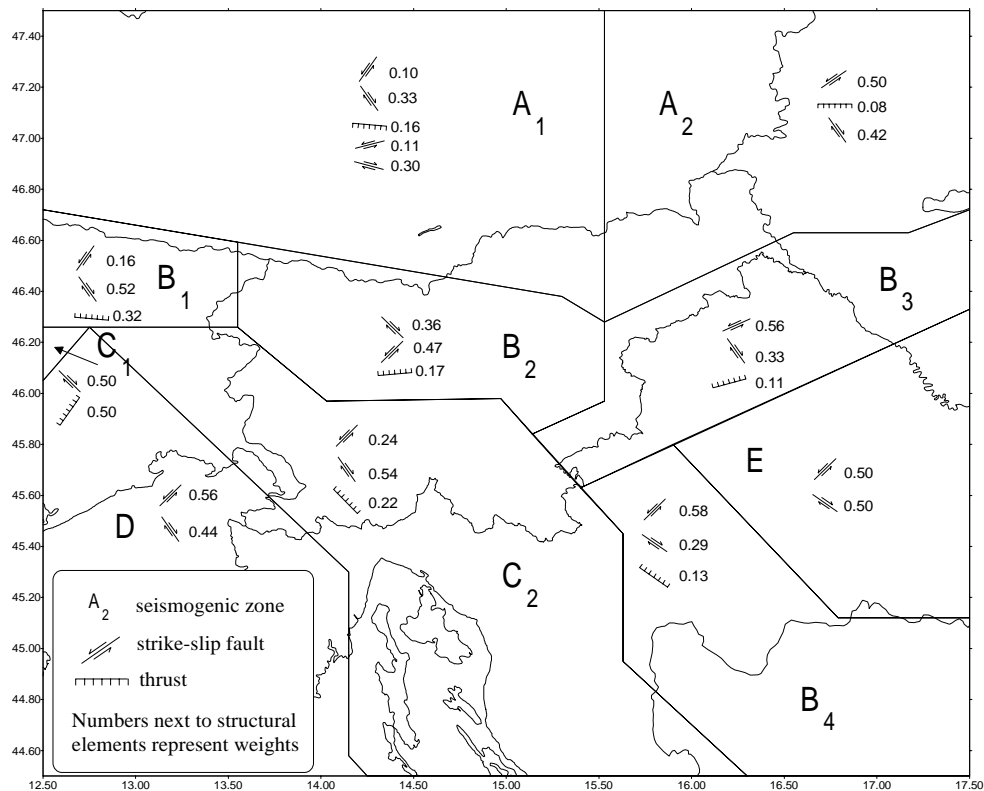 47.40
47.20
47.00
46.80
46.60
46.40
46.20
46.00
45.80
45.60
45.40
45.20
45.00
44.80
44.60
0.10
0.33
0.16
0.11
0.30
A1
A2
0.50
0.08
0.42
0.16
0.52
0.32
B1
0.36
0.47
0.17
B2
B3
0.56
0.33
0.11
C1
0.50
0.50
0.24
0.54
0.22
E
0.50
0.50
D
0.56
0.44
0.58
0.29
0.13
C2
B4
A2 seismogenic zone
strike-slip fault
thrust
Numbers next to structural
elements represent weights
12.50 13.00 13.50 14.00 14.50 15.00 15.50 16.00 16.50 17.00 17.50